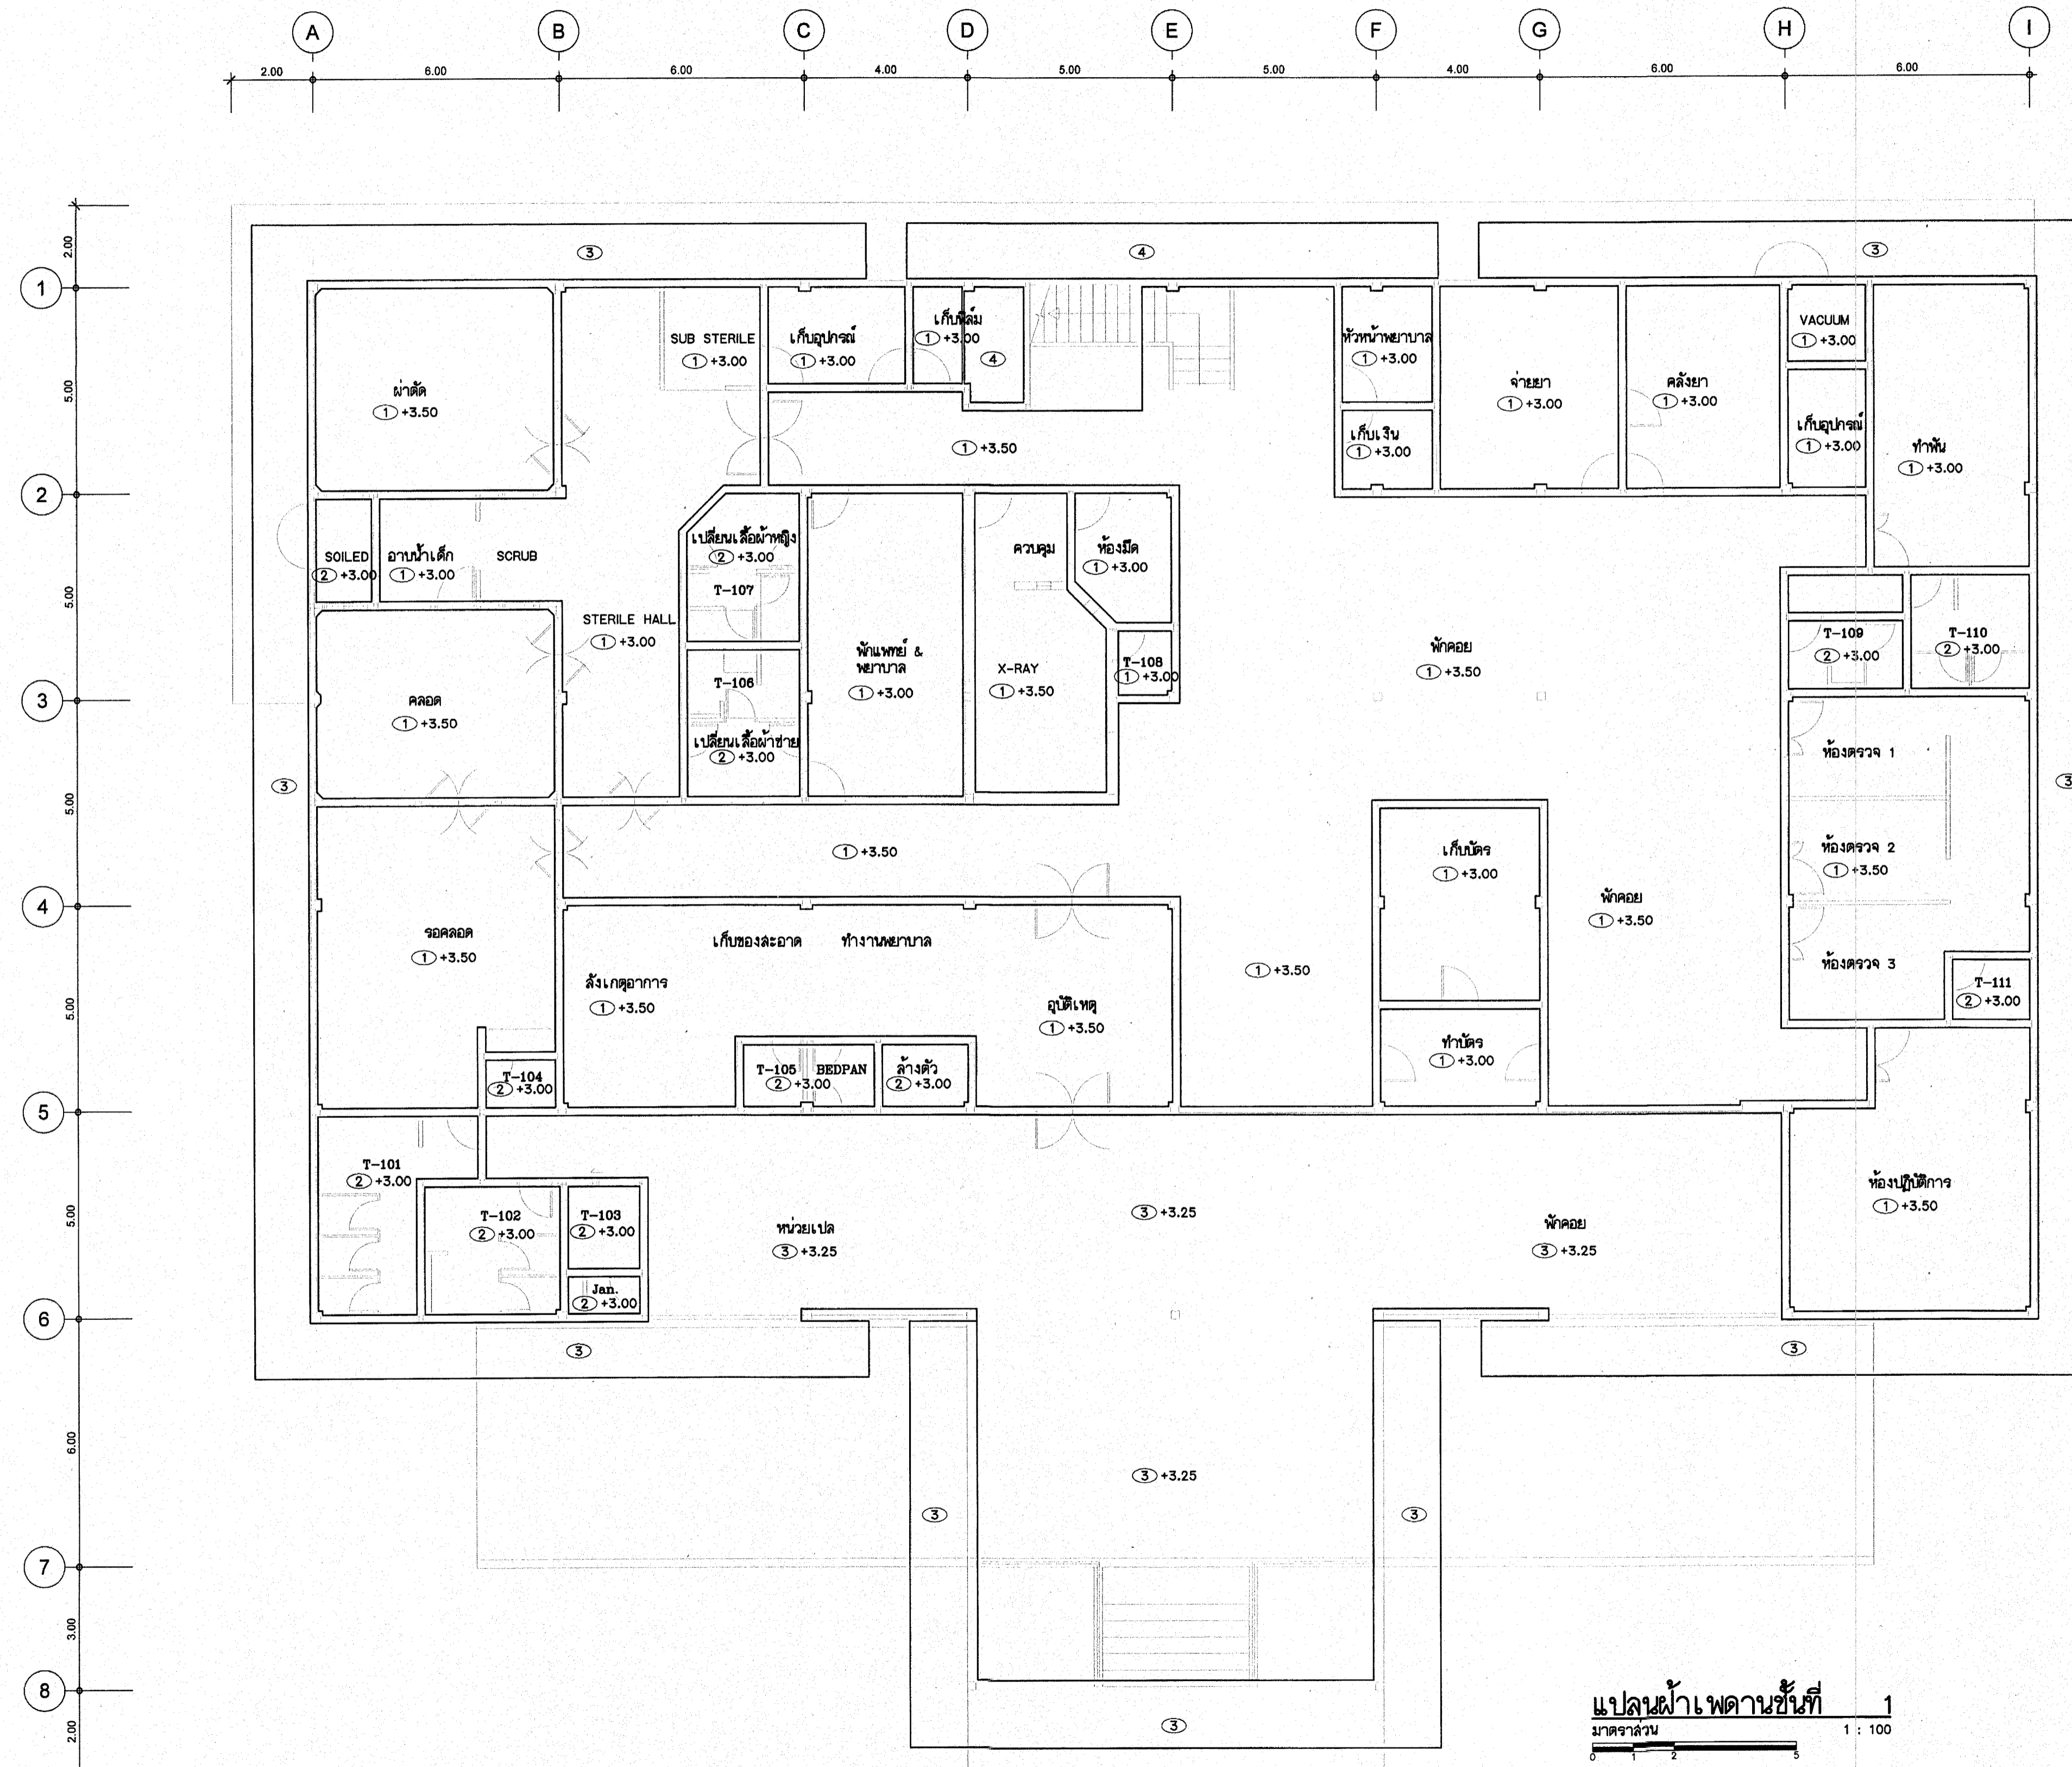 A B C D E F G H I
2.00 6.00 6.00 4.00 5.00 5.00 4.00 6.00 6.00
2.00
3
4
3
1
5.00
SUB STERILE
1 +3.00
เก็บอุปกรณ์
1 +3.00
เก็บฟิล์ม
1 +3.00
4
หัวหน้าพยาบาล
1 +3.00
VACUUM
1 +3.00
ผ่าตัด
1 +3.50
จ่ายยา
1 +3.00
คลังยา
1 +3.00
1 +3.50
เก็บเงิน
1 +3.00
เก็บอุปกรณ์
1 +3.00
ทำฟัน
1 +3.00
2
5.00
SOILED
2 +3.00
อาบน้ำเด็ก
1 +3.00
SCRUB
เปลี่ยนเสื้อผ้าหญิง
2 +3.00
T-107
ควบคุม
ห้องมืด
1 +3.00
STERILE HALL
1 +3.00
พักแพทย์ &
พยาบาล
1 +3.00
X-RAY
1 +3.50
T-108
1 +3.00
พักคอย
1 +3.50
T-109
2 +3.00
T-110
2 +3.00
3
5.00
คลอด
1 +3.50
T-106
เปลี่ยนเสื้อผ้าชาย
2 +3.00
ห้องตรวจ 1
3
3
1 +3.50
เก็บบัตร
1 +3.00
ห้องตรวจ 2
1 +3.50
4
5.00
รอคลอด
1 +3.50
เก็บของสะอาด ทำงานพยาบาล
พักคอย
1 +3.50
สังเกตุอาการ
1 +3.50
อุบัติเหตุ
1 +3.50
1 +3.50
ห้องตรวจ 3
T-111
2 +3.00
T-104
2 +3.00
T-105
2 +3.00
BEDPAN
ล้างตัว
2 +3.00
ทำบัตร
1 +3.00
5
5.00
T-101
2 +3.00
T-102
2 +3.00
T-103
2 +3.00
หน่วยเปล
3 +3.25
3 +3.25
พักคอย
3 +3.25
ห้องปฏิบัติการ
1 +3.50
Jan.
2 +3.00
6
3
3
6.00
3 +3.25
3
3
7
3.00
8
2.00
3
แปลนฝ้าเพดานชั้นที่ 1
มาตราส่วน 1 : 100
0 1 2 5